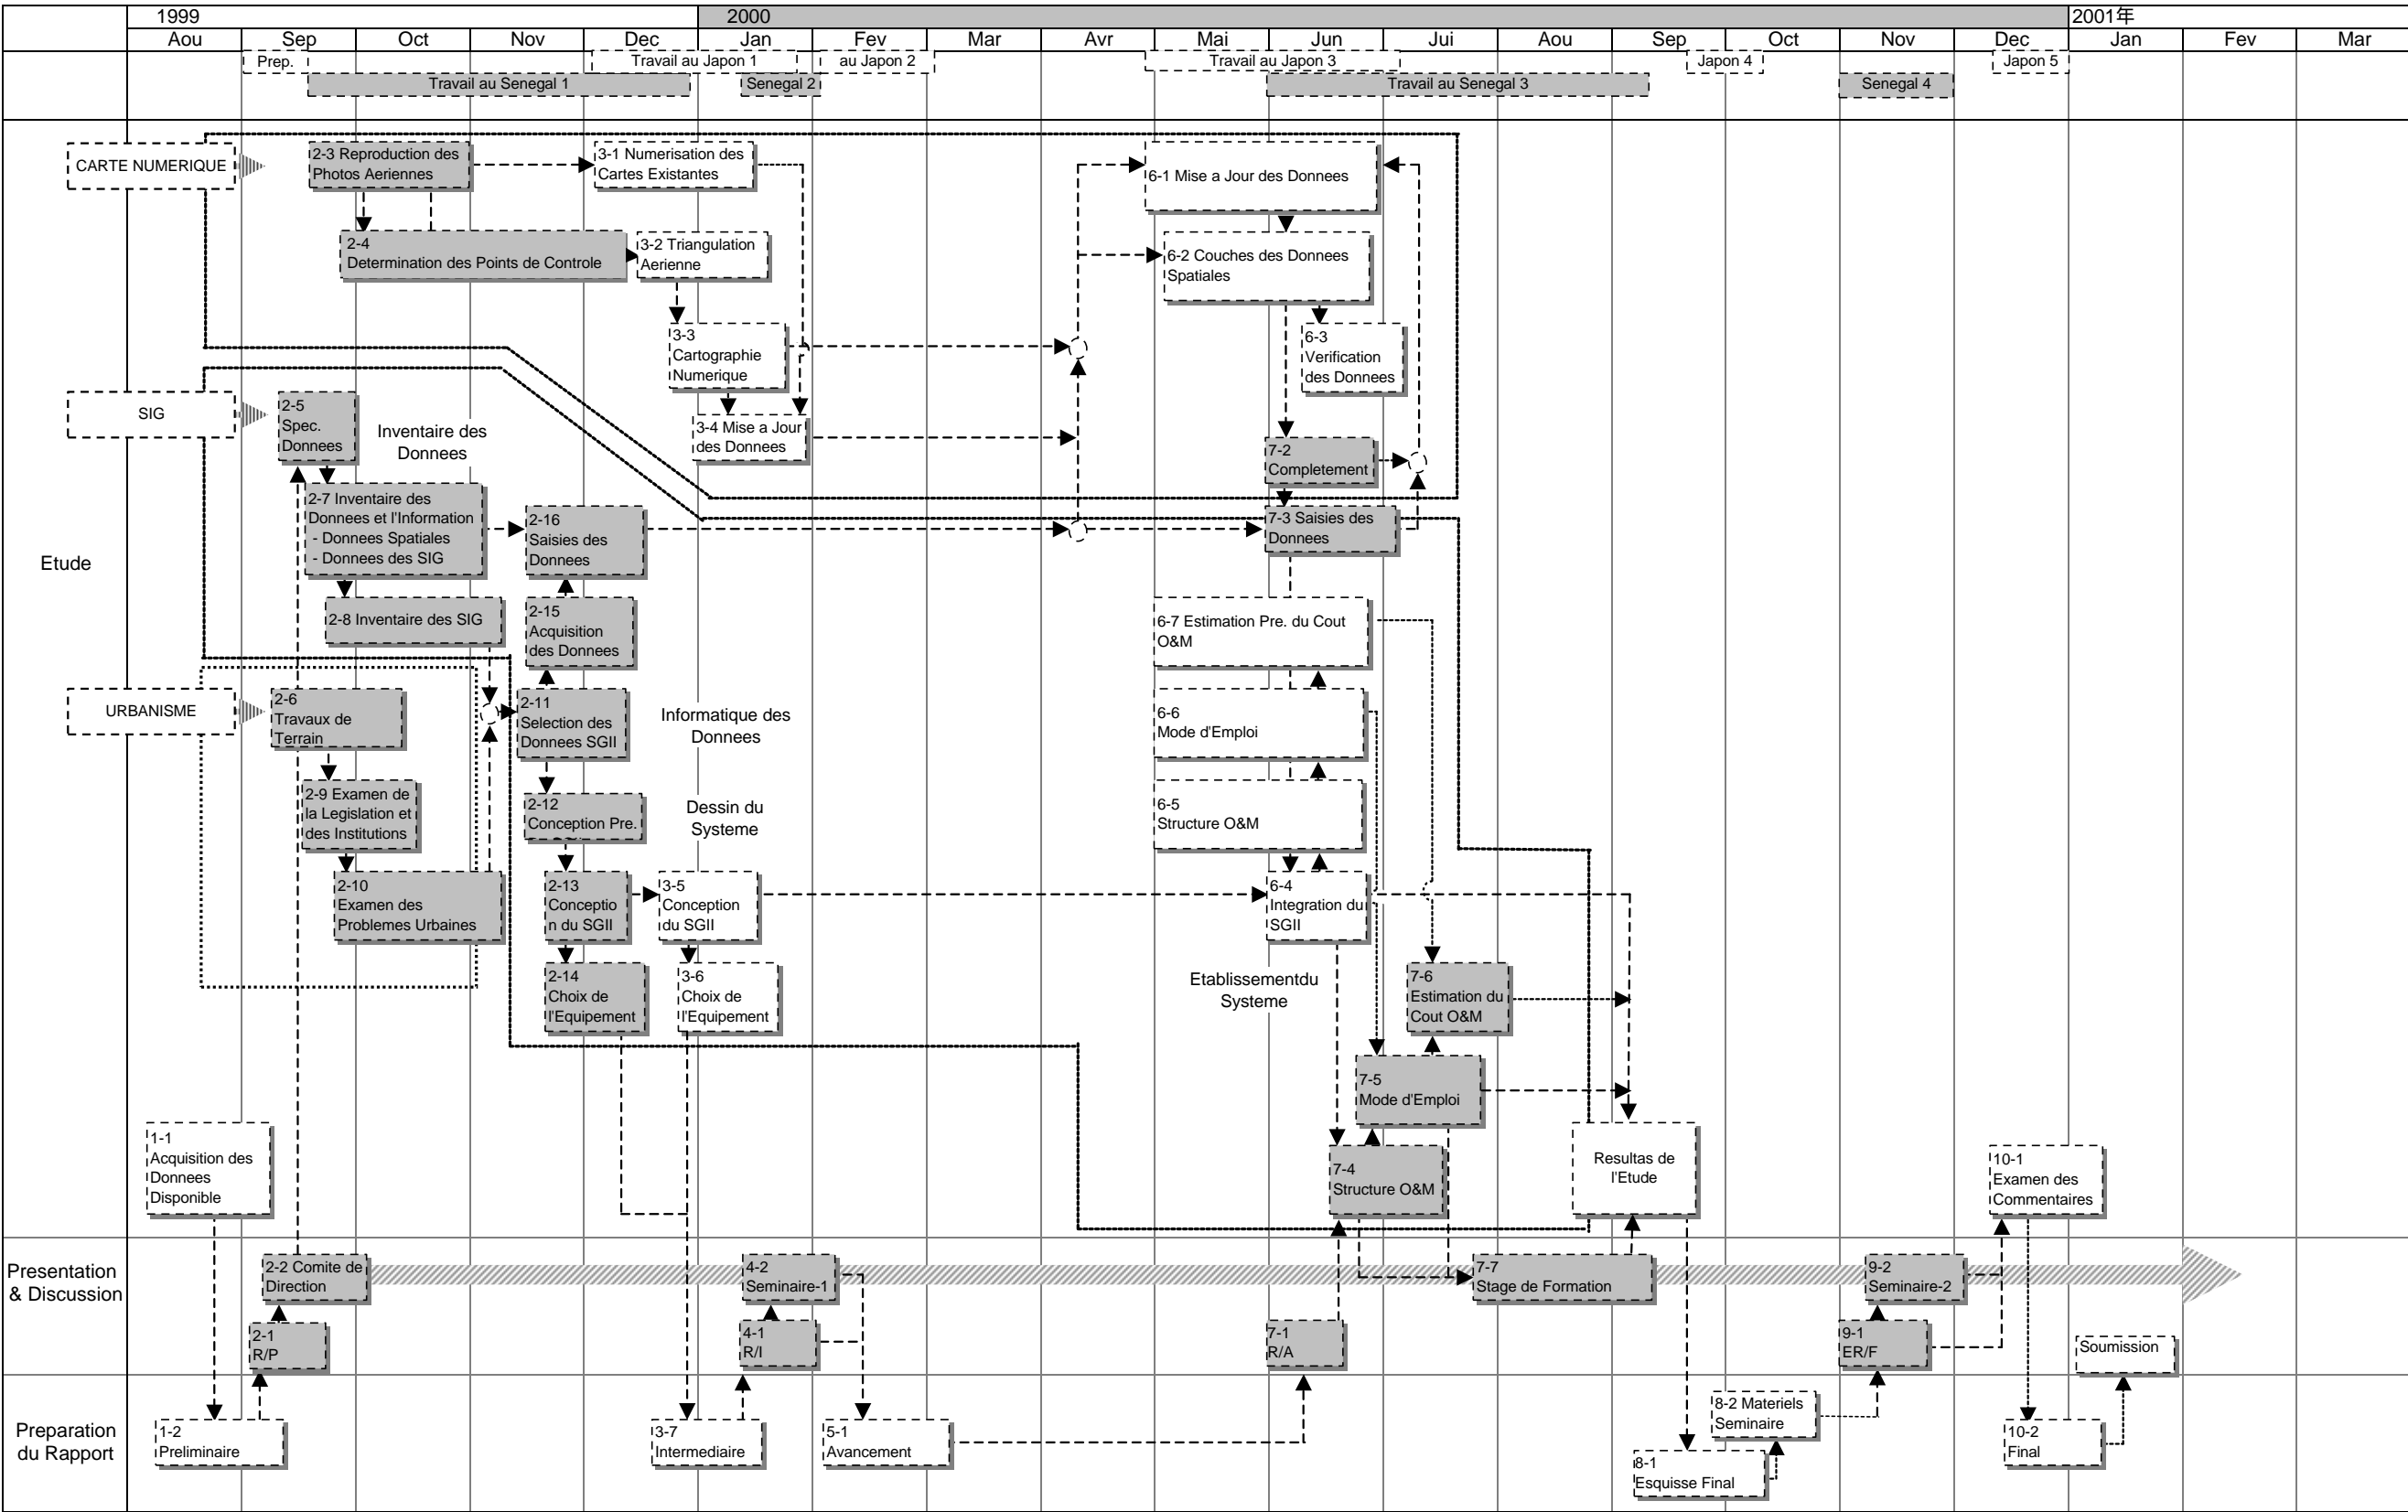 1999
2000
2001年
Aou
Sep
Oct
Nov
Dec
Jan
Fev
Mar
Avr
Mai
Jun
Jui
Aou
Sep
Oct
Nov
Dec
Jan
Fev
Mar
Prep.
Travail au Japon 1
au Japon 2
Travail au Japon 3
Japon 4
Japon 5
Travail au Senegal 1
Senegal 2
Travail au Senegal 3
Senegal 4
Etude
CARTE NUMERIQUE
2-3 Reproduction des
Photos Aeriennes
3-1 Numerisation des
Cartes Existantes
6-1 Mise a Jour des Donnees
2-4
Determination des Points de Controle
3-2 Triangulation
Aerienne
6-2 Couches des Donnees
Spatiales
3-3
Cartographie
Numerique
6-3
Verification
des Donnees
SIG
2-5
Spec.
Donnees
Inventaire des
Donnees
3-4 Mise a Jour
des Donnees
7-2
Completement
2-7 Inventaire des
Donnees et l'Information
- Donnees Spatiales
- Donnees des SIG
2-16
Saisies des
Donnees
7-3 Saisies des
Donnees
2-8 Inventaire des SIG
2-15
Acquisition
des Donnees
6-7 Estimation Pre. du Cout
O&M
URBANISME
2-6
Travaux de
Terrain
2-11
Selection des
Donnees SGII
Informatique des
Donnees
6-6
Mode d'Emploi
2-9 Examen de
la Legislation et
des Institutions
2-12
Conception Pre.
Dessin du
Systeme
6-5
Structure O&M
2-10
Examen des
Problemes Urbaines
2-13
Conceptio
n du SGII
3-5
Conception
du SGII
6-4
Integration du
SGII
2-14
Choix de
l'Equipement
3-6
Choix de
l'Equipement
Etablissementdu
Systeme
7-6
Estimation du
Cout O&M
7-5
Mode d'Emploi
1-1
Acquisition des
Donnees
Disponible
7-4
Structure O&M
Resultas de
l'Etude
10-1
Examen des
Commentaires
Presentation
& Discussion
2-2 Comite de
Direction
4-2
Seminaire-1
7-7
Stage de Formation
9-2
Seminaire-2
2-1
R/P
4-1
R/I
7-1
R/A
9-1
ER/F
Soumission
Preparation
du Rapport
1-2
Preliminaire
3-7
Intermediaire
5-1
Avancement
8-2 Materiels
Seminaire
8-1
Esquisse Final
10-2
Final